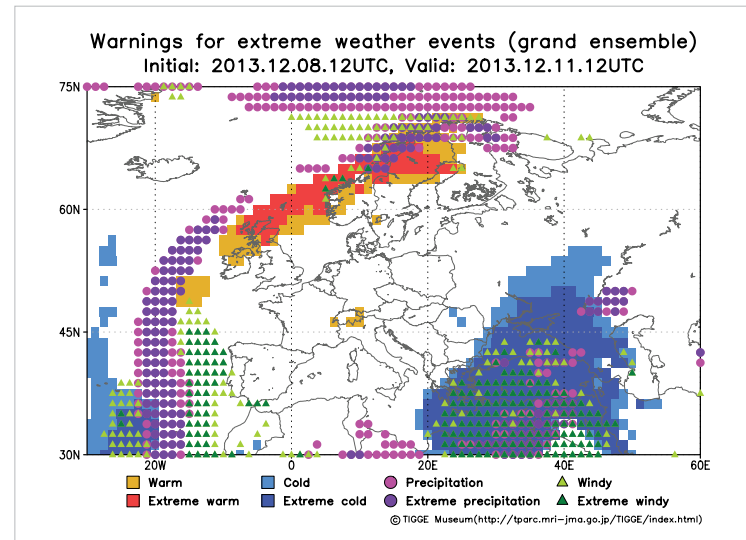 Warnings for extreme weather events (grand ensemble)
Initial: 2013.12.08.12UTC, Valid: 2013.12.11.12UTC
75N
60N
45N
30N
20W 0 20E 40E 60E
Warm Cold Precipitation Windy
Extreme warm Extreme cold Extreme precipitation Extreme windy
©TIGGE Museum(http://tparc.mri-jma.go.jp/TIGGE/index.html)